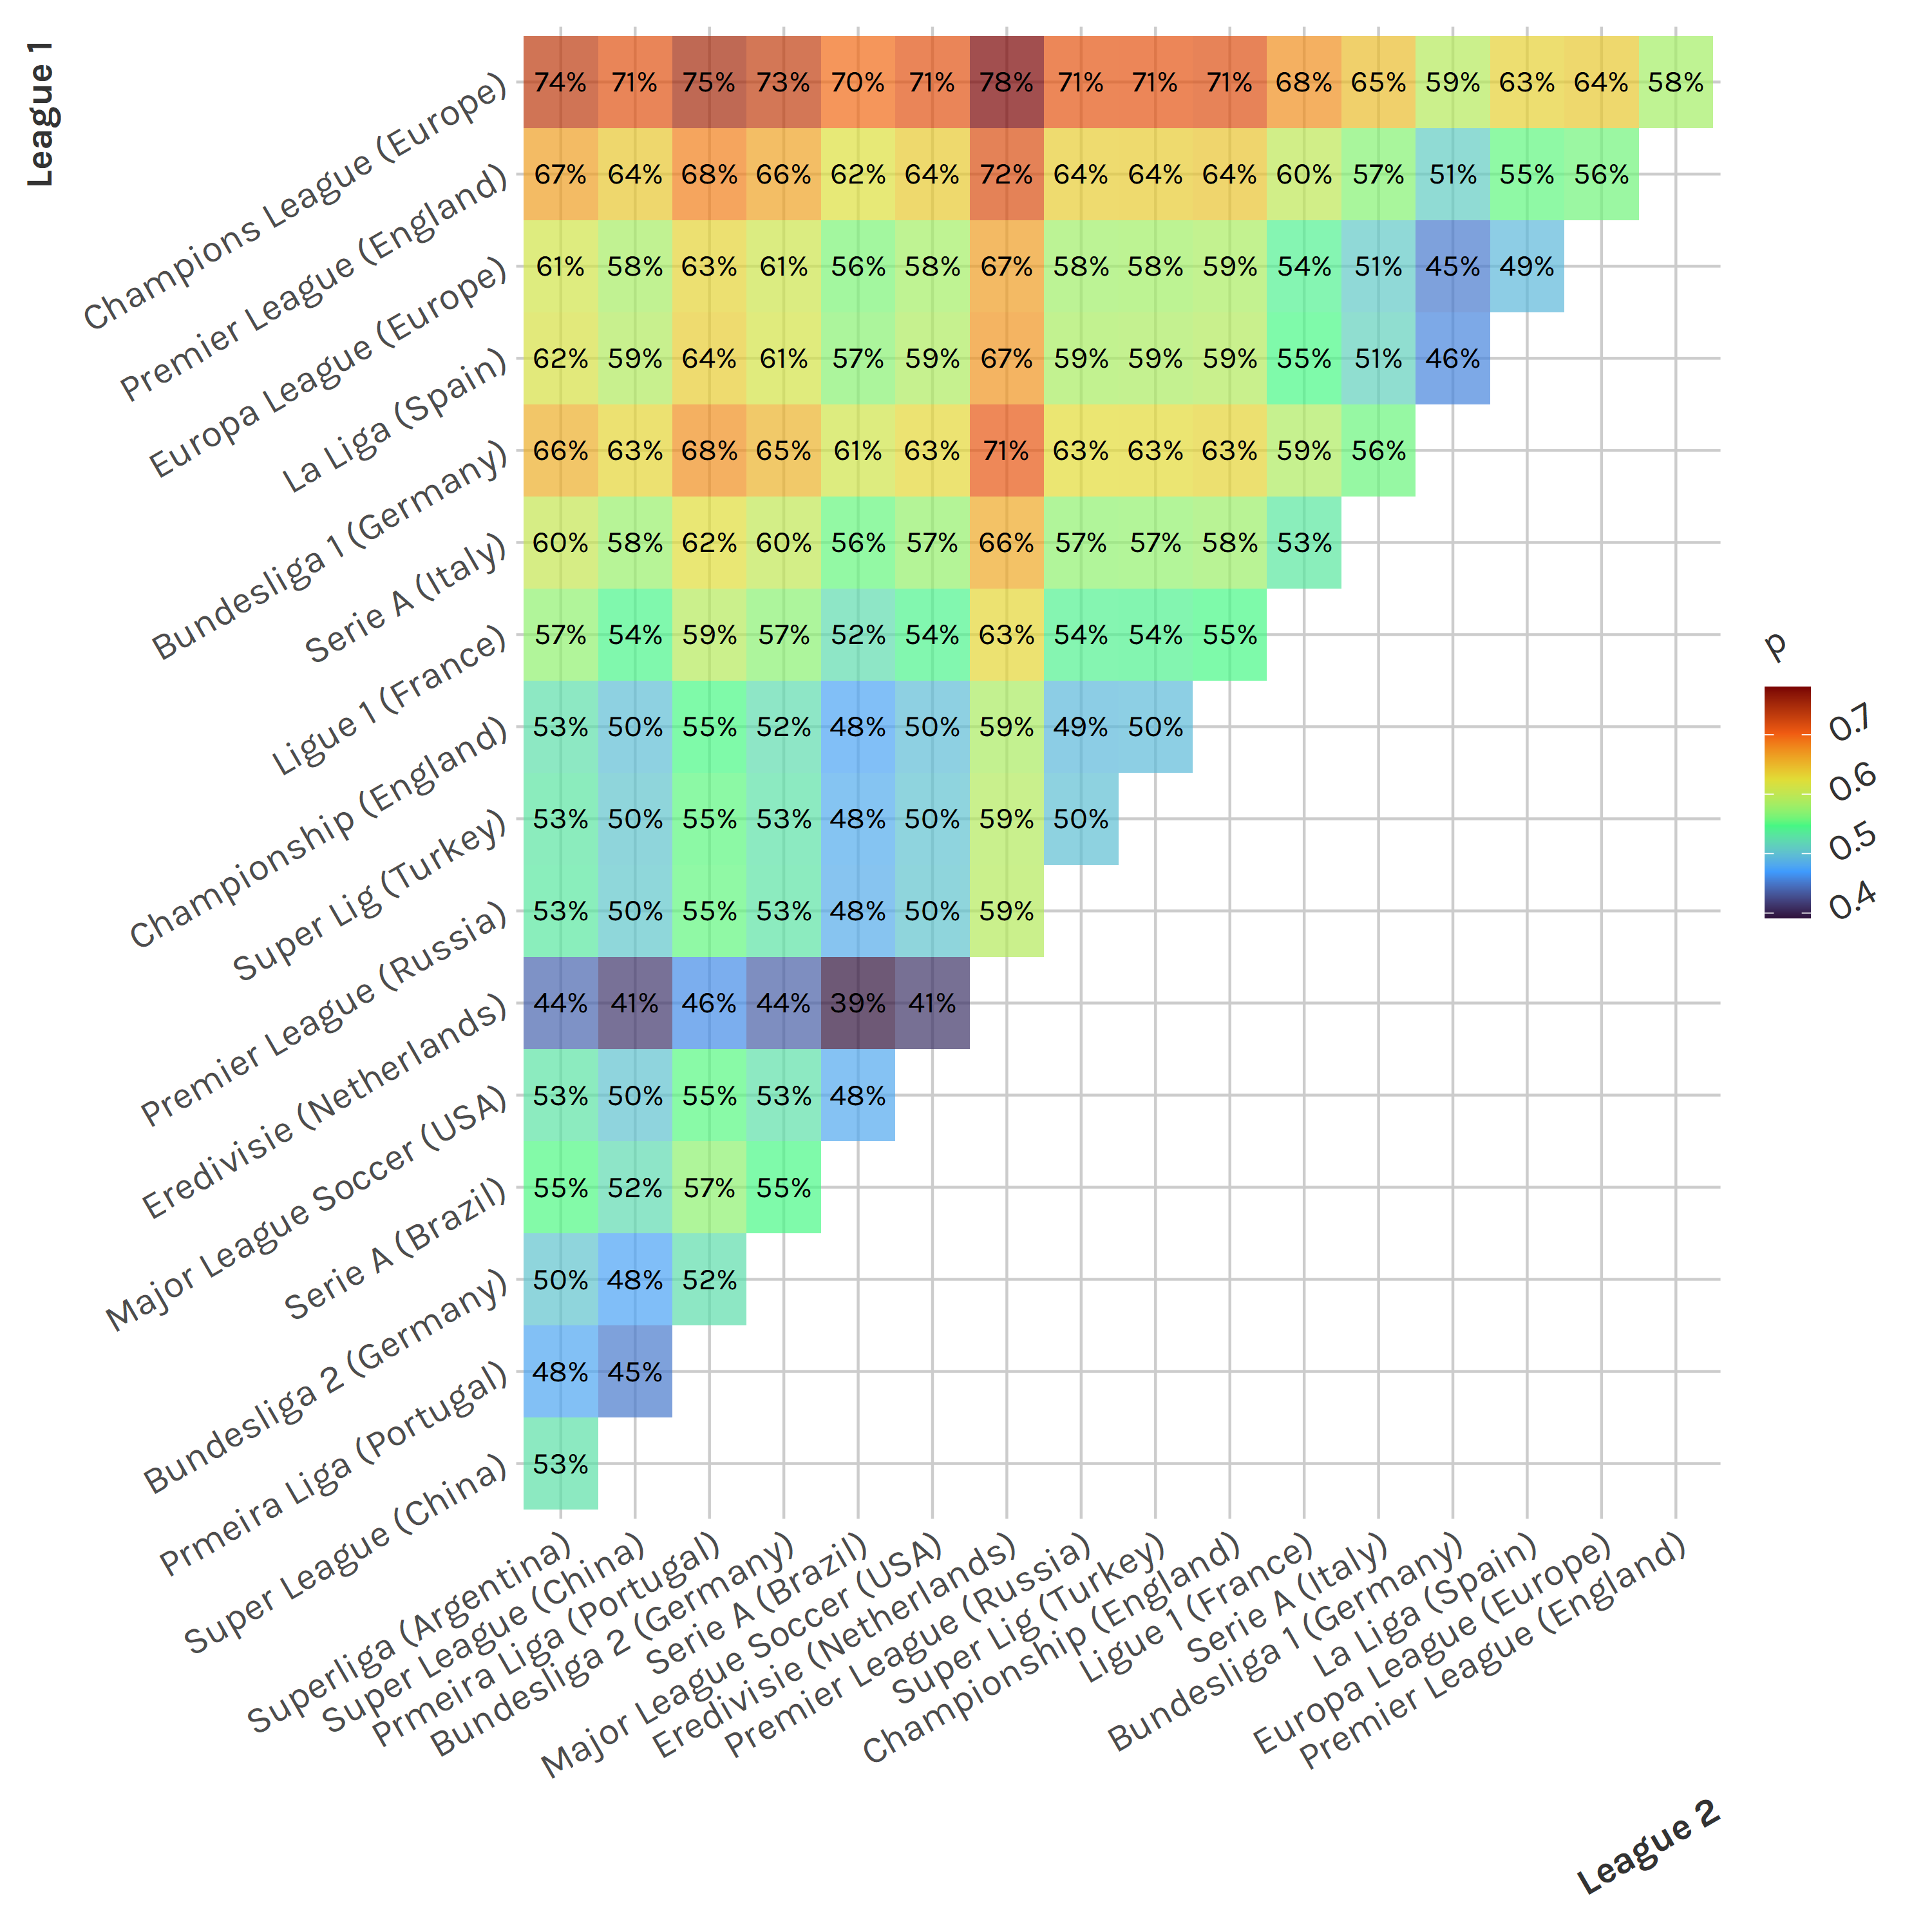 League 1
Champions League (Europe) 74% 71% 75% 73% 70% 71% 78% 71% 71% 71% 68% 65% 59% 63% 64% 58%
Premier League (England) 67% 64% 68% 66% 62% 64% 72% 64% 64% 64% 60% 57% 51% 55% 56%
Europa League (Europe) 61% 58% 63% 61% 56% 58% 67% 58% 58% 59% 54% 51% 45% 49%
La Liga (Spain) 62% 59% 64% 61% 57% 59% 67% 59% 59% 59% 55% 51% 46%
Bundesliga 1 (Germany) 66% 63% 68% 65% 61% 63% 71% 63% 63% 63% 59% 56%
Serie A (Italy) 60% 58% 62% 60% 56% 57% 66% 57% 57% 58% 53%
Ligue 1 (France) 57% 54% 59% 57% 52% 54% 63% 54% 54% 55%
Championship (England) 53% 50% 55% 52% 48% 50% 59% 49% 50%
Super Lig (Turkey) 53% 50% 55% 53% 48% 50% 59% 50%
Premier League (Russia) 53% 50% 55% 53% 48% 50% 59%
Eredivisie (Netherlands) 44% 41% 46% 44% 39% 41%
Major League Soccer (USA) 53% 50% 55% 53% 48%
Serie A (Brazil) 55% 52% 57% 55%
Bundesliga 2 (Germany) 50% 48% 52%
Prmeira Liga (Portugal) 48% 45%
Super League (China) 53%
Superliga (Argentina)
Super League (China)
Prmeira Liga (Portugal)
Bundesliga 2 (Germany)
Serie A (Brazil)
Major League Soccer (USA)
Eredivisie (Netherlands)
Premier League (Russia)
Super Lig (Turkey)
Championship (England)
Ligue 1 (France)
Serie A (Italy)
Bundesliga 1 (Germany)
La Liga (Spain)
Europa League (Europe)
Premier League (England)
League 2
p
0.7
0.6
0.5
0.4